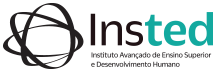 Insted
Instituto Avançado de Ensino Superior
e Desenvolvimento Humano